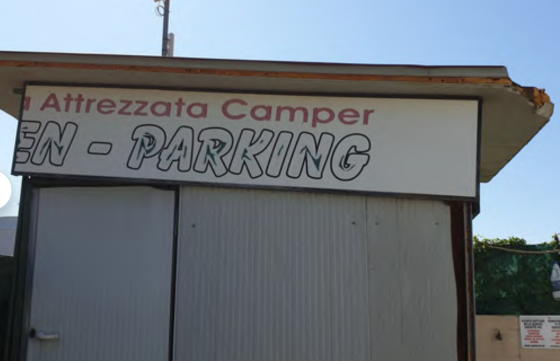 a Attrezzata Camper
EN - PARKING